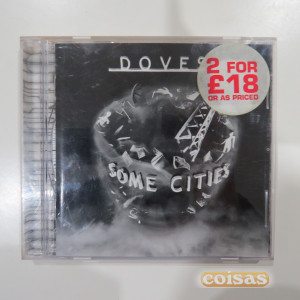 DOVES
2 FOR
£18
OR AS PRICED
SOME CITIES
coisas